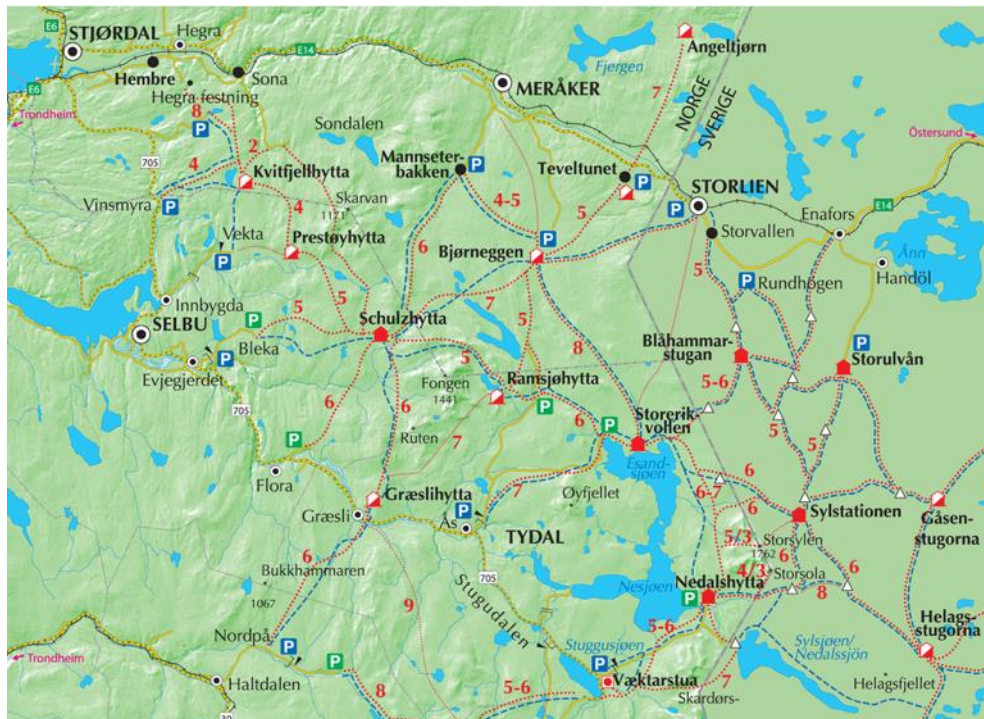 E6
STJØRDAL
Hegra
E14
Angeltjørn
Fjergen
Hembre
Sona
MERÅKER
E6
Hegra festning
Trondheim
8
7
NORGE
SVERIGE
P
Sondalen
Östersund
705
2
4
Kvitfjellhytta
Mannseter-
bakken
P
Teveltunet
P
STORLIEN
Vinsmyra
P
4
Skarvan
1171
4-5
5
P
Enafors
E14
Storvallen
Vekta
P
Prestøyhytta
6
Bjørneggen
P
Ånn
Handöl
5
P
Rundhögen
Innbygda
5
5
7
SELBU
P
Schulzhytta
5
8
Blåhammar-
stugan
P
Storulvån
Bleka
P
Evjegjerdet
5
Fongen
1441
Ramsjøhytta
P
5-6
705
6
6
Ruten
6
P
Storerik-
vollen
5
5
P
7
Esand-
sjøen
Flora
6
7
6-7
6
Græslihytta
P
Øyfjellet
Sylstationen
Gåsen-
stugorna
Græsli
Ås
TYDAL
5/3
Storsylen
1762
6
6
Bukkhammaren
4/3
Storsola
6
1067
9
705
Nesjøen
Nedalshytta
P
8
Stugudalen
Nordpå
P
5-6
Sylsjøen/
Nedalssjön
Helags-
stugorna
Stuggusjøen
P
Trondheim
P
Væktarstua
7
Haltdalen
8
5-6
Skardørs-
Helagsfjellet
30